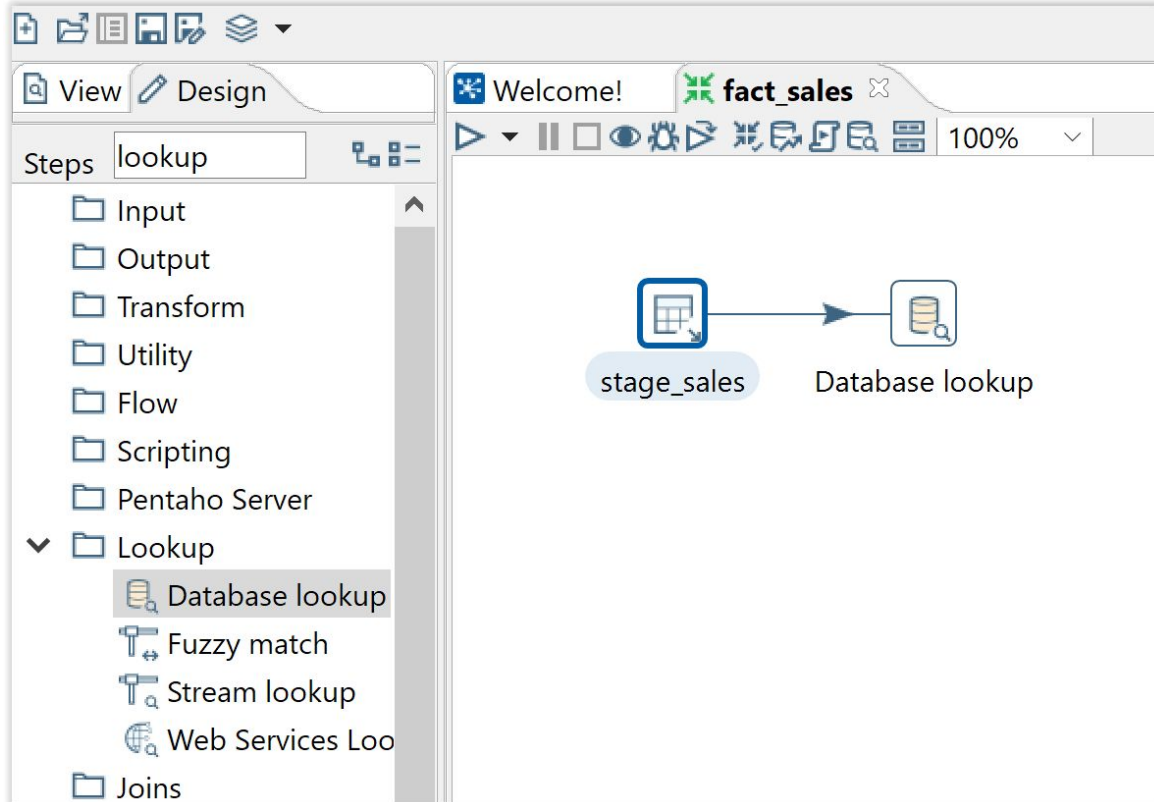 View
Design
Welcome!
fact_sales
Steps
lookup
100%
Input
Output
Transform
Utility
Flow
Scripting
Pentaho Server
Lookup
Database lookup
Fuzzy match
Stream lookup
Web Services Loo
Joins
stage_sales
Database lookup